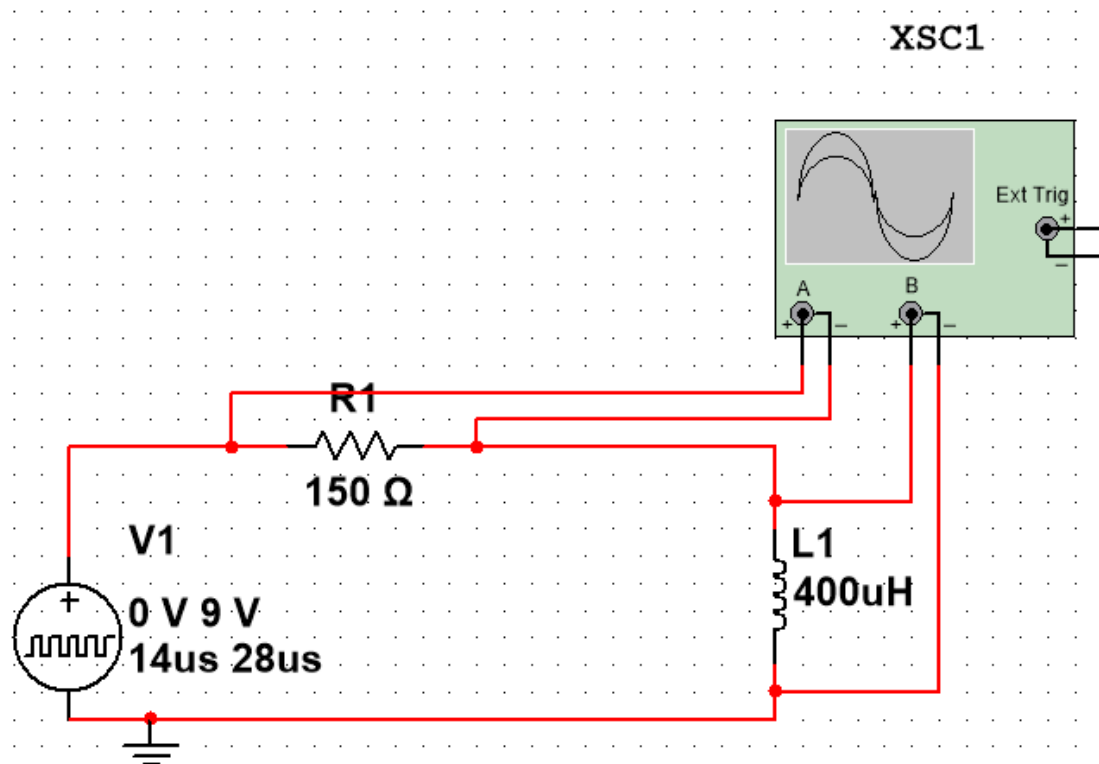 XSC1
Ext Trig
+
–
A
B
+
–
+
–
R1
150 Ω
V1
+
0 V 9 V
14us 28us
L1
400uH